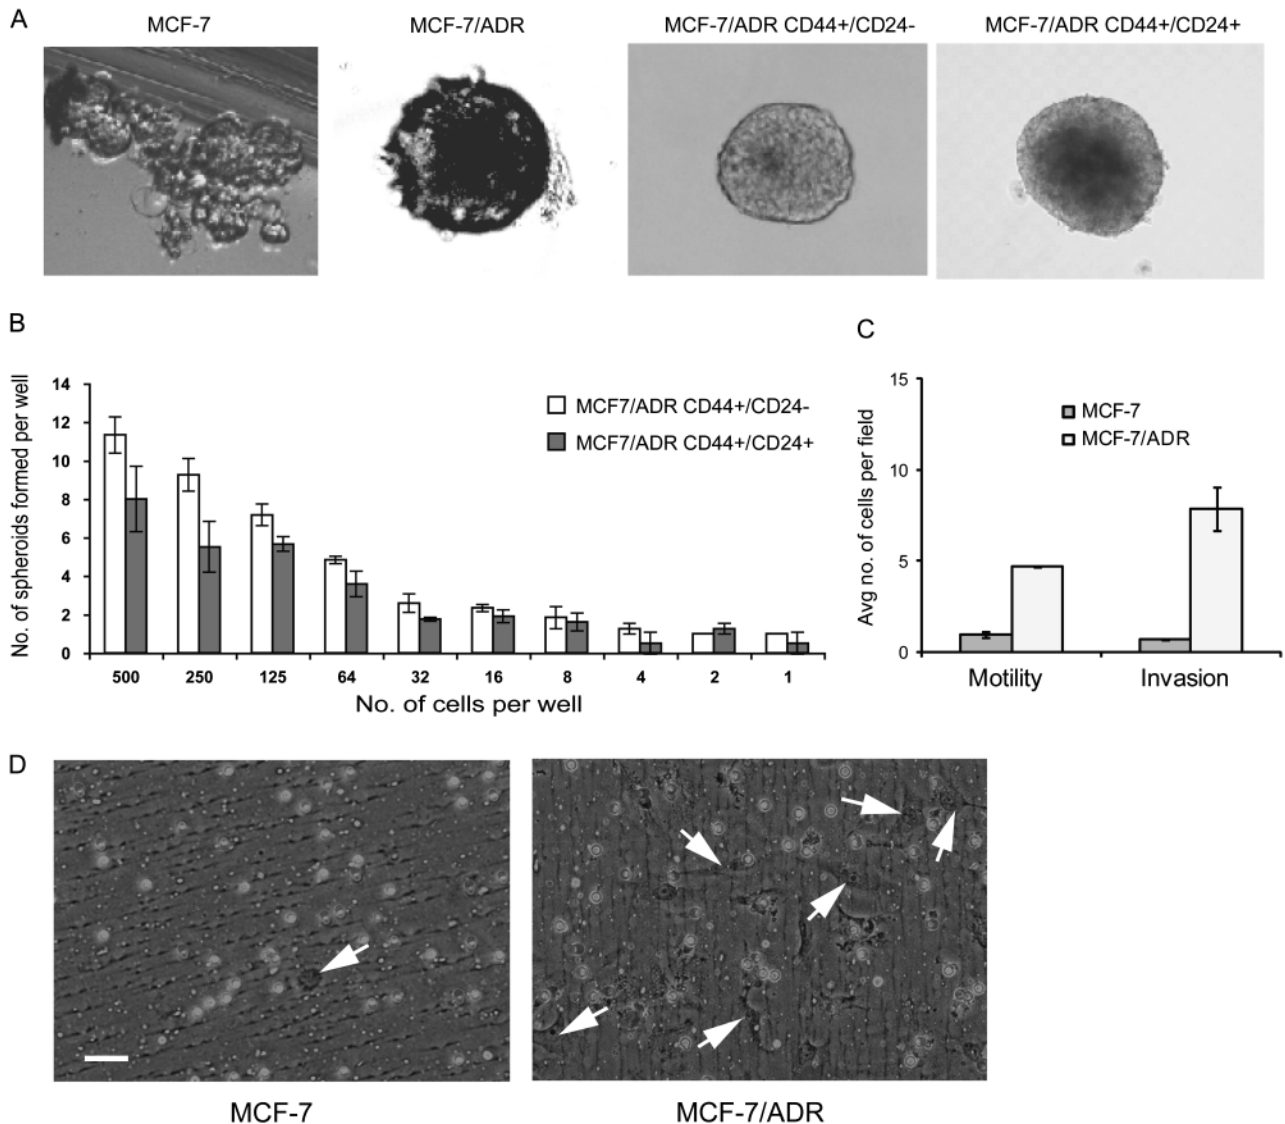 A
MCF-7
MCF-7/ADR
MCF-7/ADR CD44+/CD24-
MCF-7/ADR CD44+/CD24+
B
No. of spheroids formed per well
14
12
10
8
6
4
2
0
MCF7/ADR CD44+/CD24-
MCF7/ADR CD44+/CD24+
500 250 125 64 32 16 8 4 2 1
No. of cells per well
C
Avg no. of cells per field
15
10
5
0
MCF-7
MCF-7/ADR
Motility Invasion
D
MCF-7
MCF-7/ADR